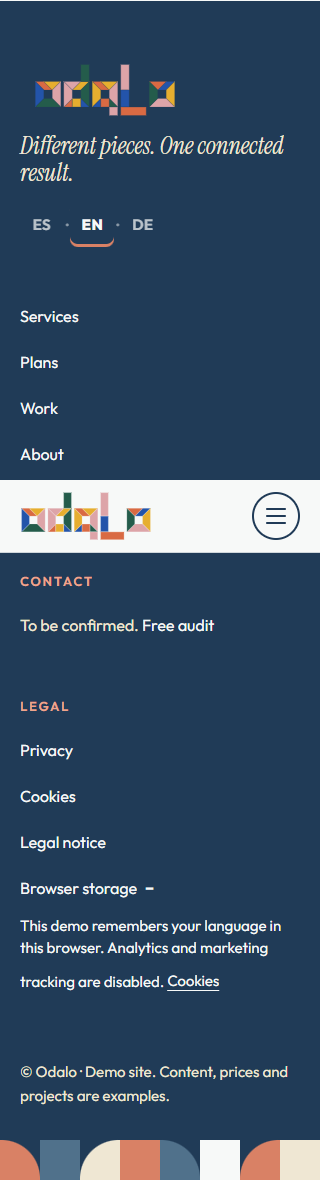 odalo
Different pieces. One connected
result.
ES · EN · DE
Services
Plans
Work
About
odalo
CONTACT
To be confirmed. Free audit
LEGAL
Privacy
Cookies
Legal notice
Browser storage –
This demo remembers your language in
this browser. Analytics and marketing
tracking are disabled. Cookies
© Odalo · Demo site. Content, prices and
projects are examples.